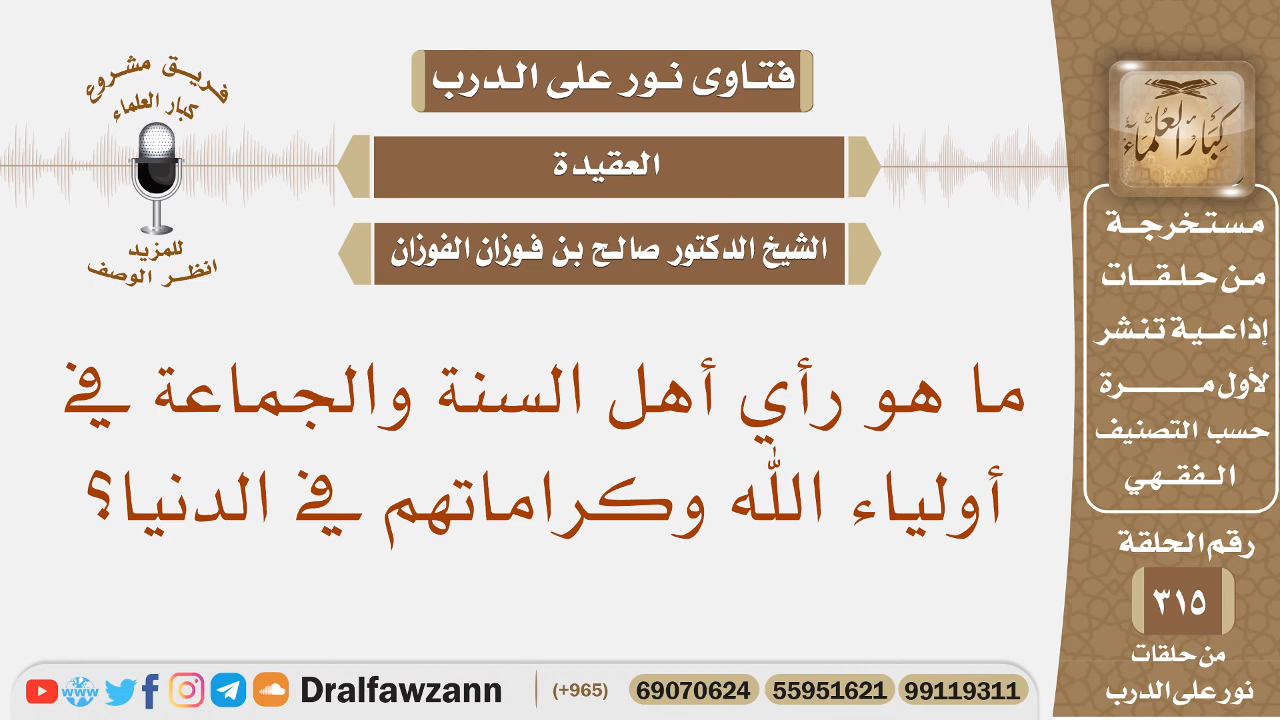 فتاوى نور على الدرب
العقيدة
الشيخ الدكتور صالح بن فوزان الفوزان
ما هو رأي أهل السنة والجماعة في
أولياء الله وكراماتهم في الدنيا؟
فريق مشروع
كبار العلماء
للمزيد
انظر الوصف
كبار العلماء
مستخرجة
من حلقات
إذاعية تنشر
لأول مرة
حسب التصنيف
الفقهي
رقم الحلقة
٣١٥
من حلقات
نور على الدرب
www
Dralfawzann
(+965) 69070624 55951621 99119311